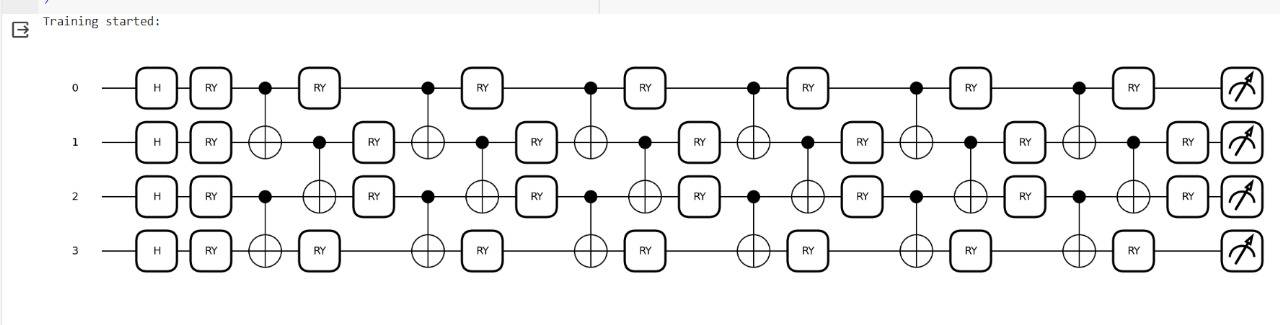 Training started:
0 H RY RY RY RY RY RY RY
1 H RY RY RY RY RY RY RY
2 H RY RY RY RY RY RY RY
3 H RY RY RY RY RY RY RY